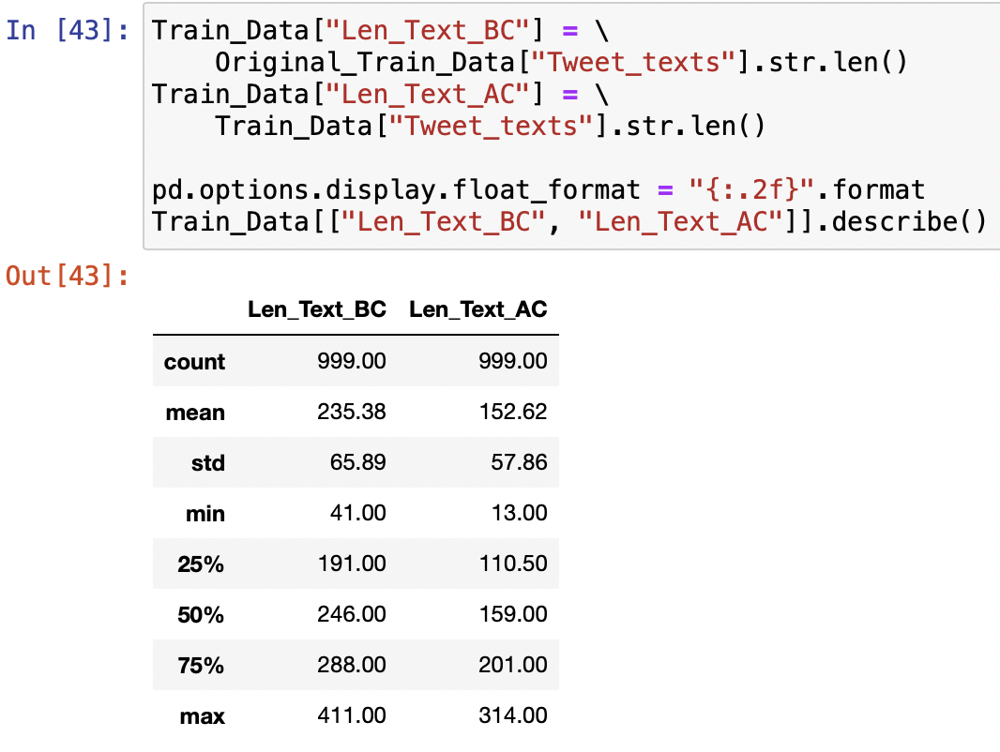 In [43]: Train_Data["Len_Text_BC"] = \
Original_Train_Data["Tweet_texts"].str.len()
Train_Data["Len_Text_AC"] = \
Train_Data["Tweet_texts"].str.len()
pd.options.display.float_format = "{:.2f}".format
Train_Data[["Len_Text_BC", "Len_Text_AC"]].describe()
Out[43]:
Len_Text_BC Len_Text_AC
count 999.00 999.00
mean 235.38 152.62
std 65.89 57.86
min 41.00 13.00
25% 191.00 110.50
50% 246.00 159.00
75% 288.00 201.00
max 411.00 314.00